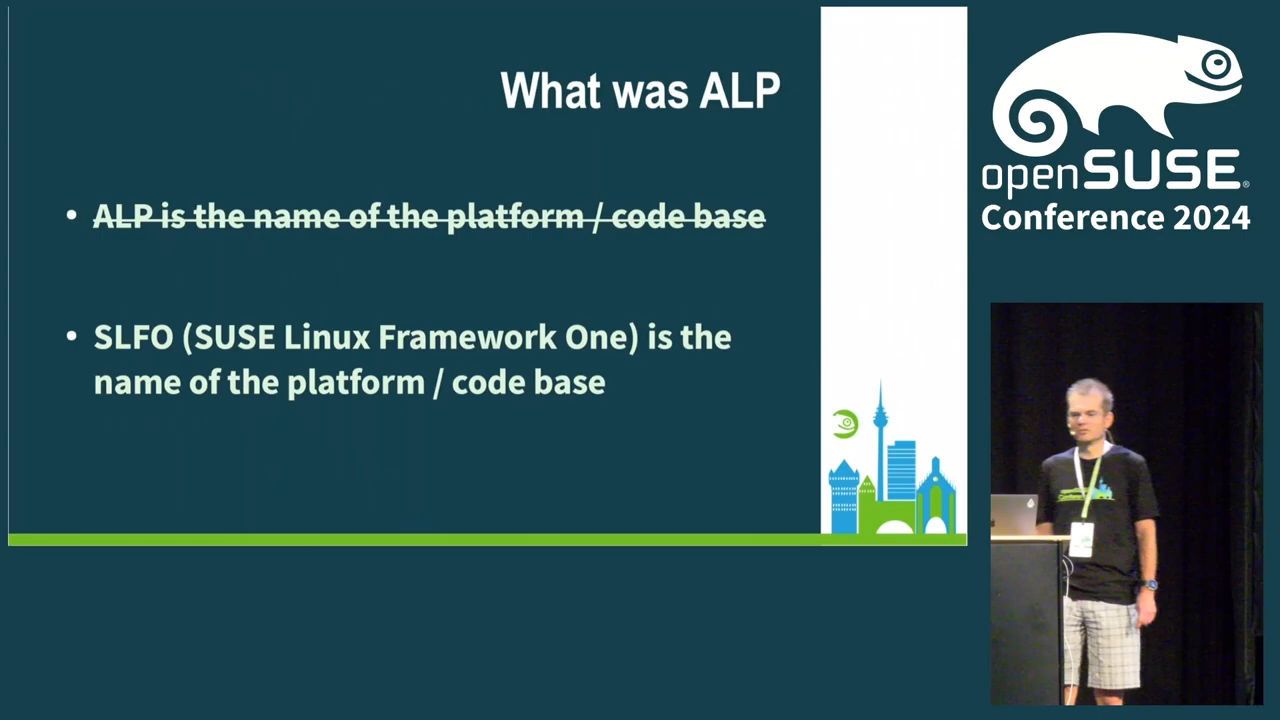 What was ALP
• ALP is the name of the platform / code base
• SLFO (SUSE Linux Framework One) is the
name of the platform / code base
openSUSE®
Conference 2024